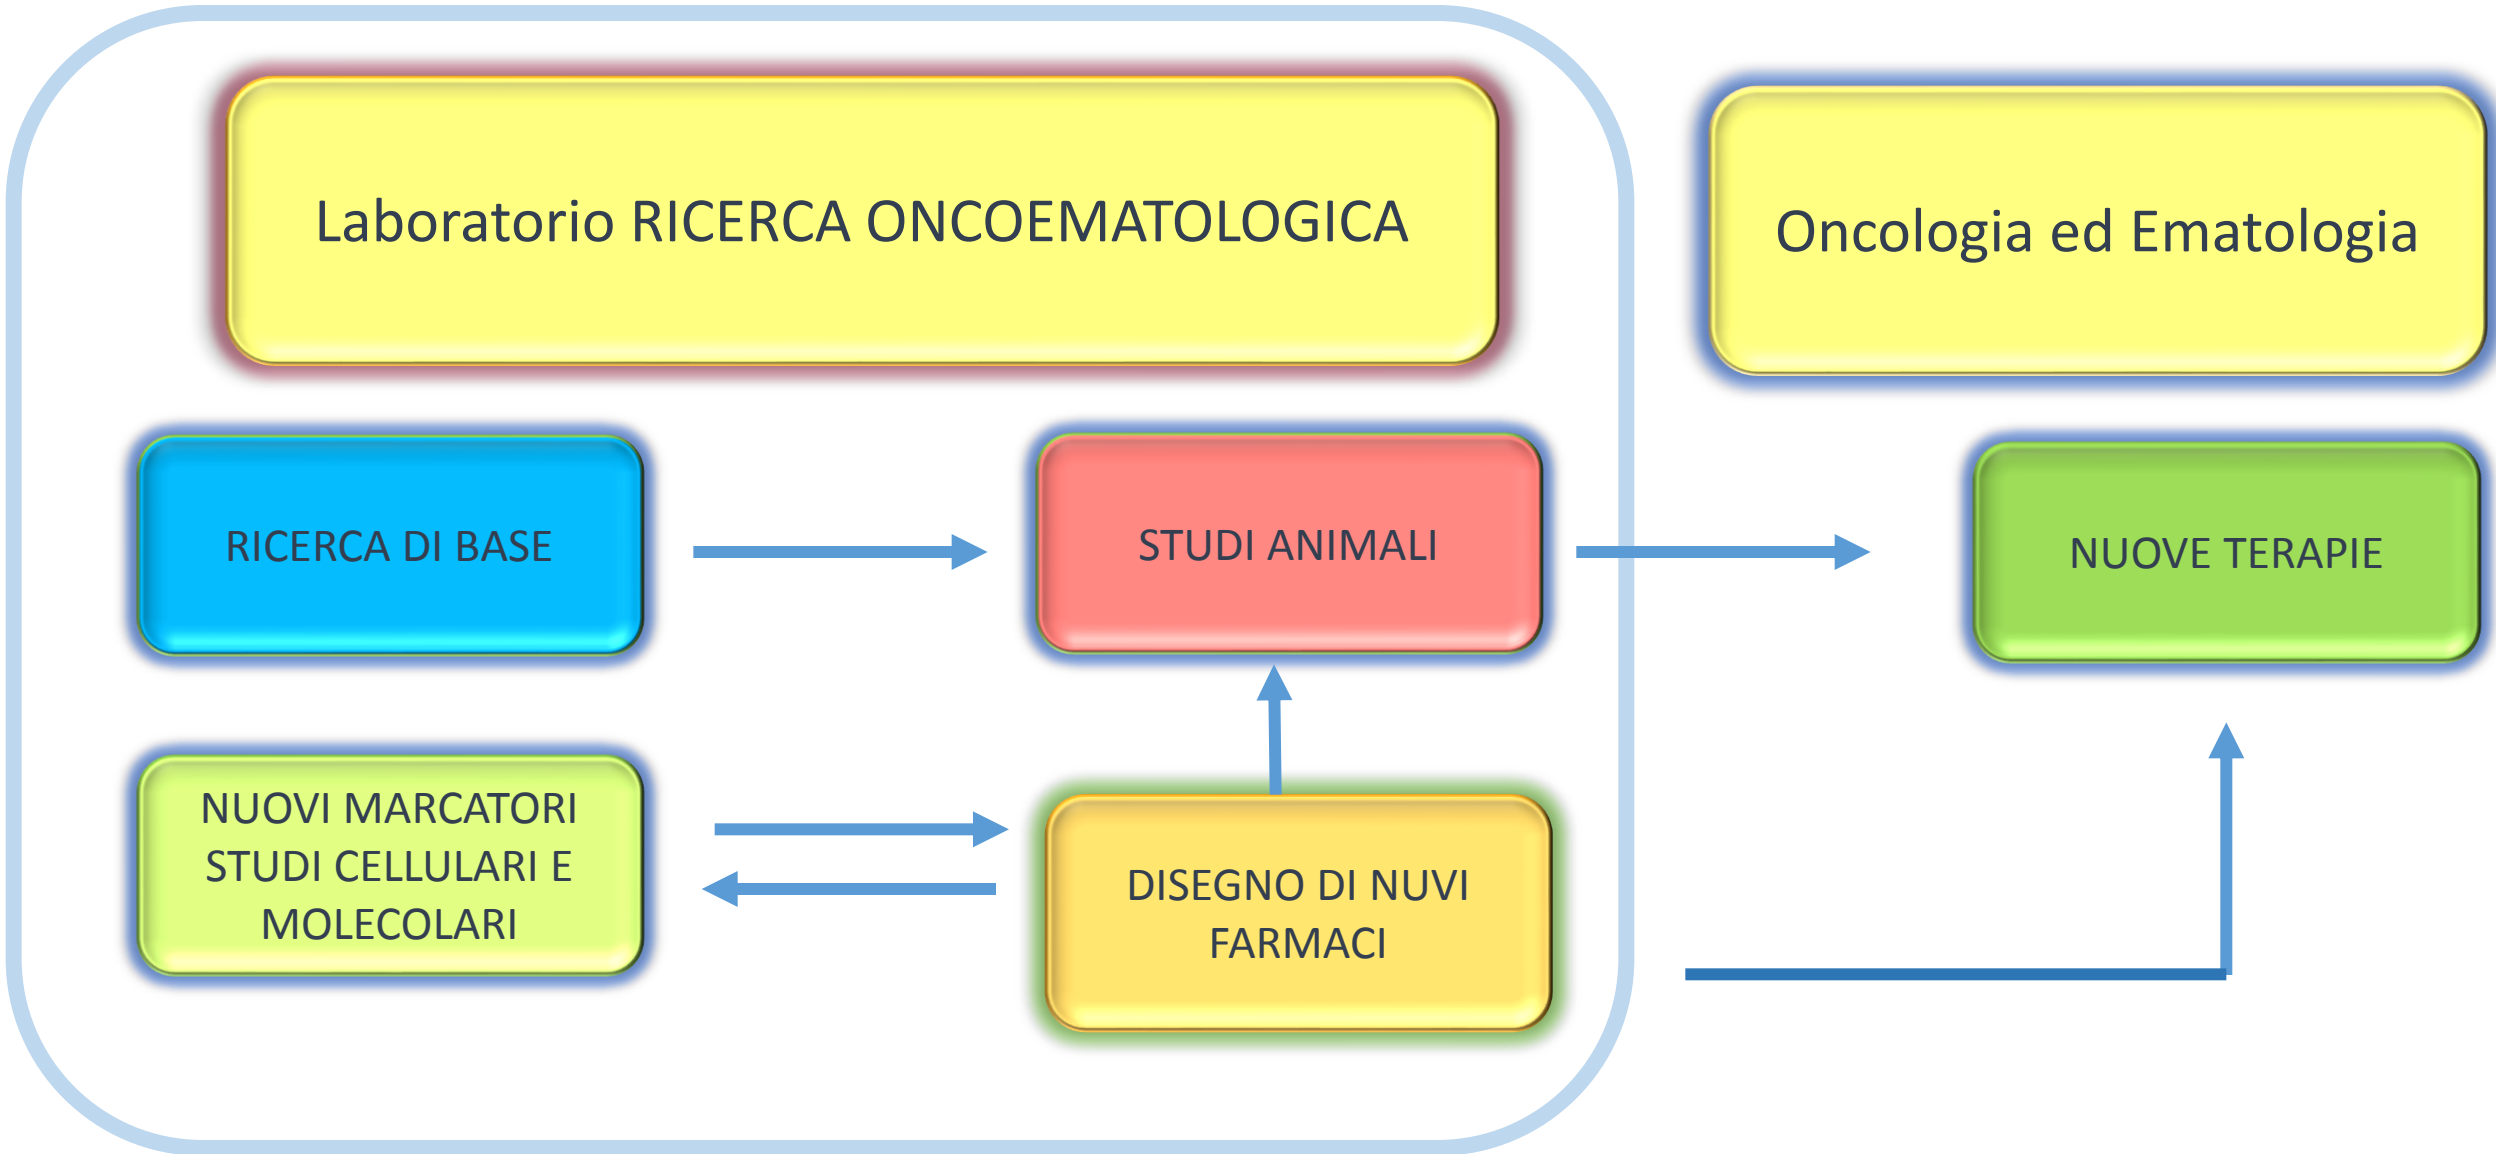 Laboratorio RICERCA ONCOEMATOLOGICA
Oncologia ed Ematologia
RICERCA DI BASE
STUDI ANIMALI
NUOVE TERAPIE
NUOVI MARCATORI
STUDI CELLULARI E
MOLECOLARI
DISEGNO DI NUVI
FARMACI